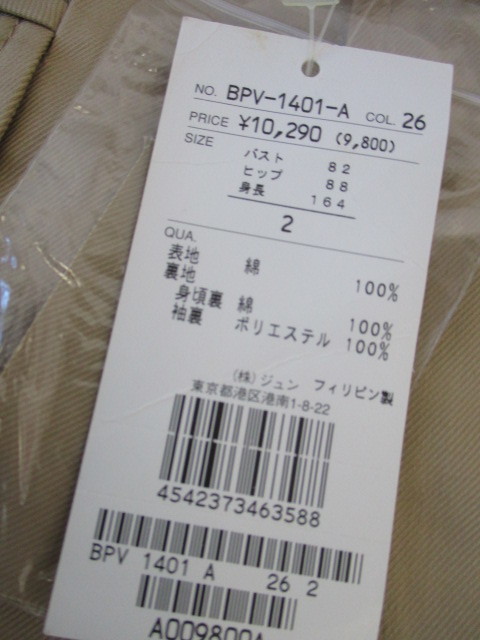 NO. BPV-1401-A COL. 26
PRICE ¥10,290 (9,800)
SIZE
バスト 82
ヒップ 88
身長 164
2
QUA.
表地 綿 100%
裏地
身頃裏 綿 100%
袖裏 ポリエステル 100%
(株)ジュン フィリピン製
東京都港区港南1-8-22
4542373463588
BPV 1401 A 26 2
A009800A